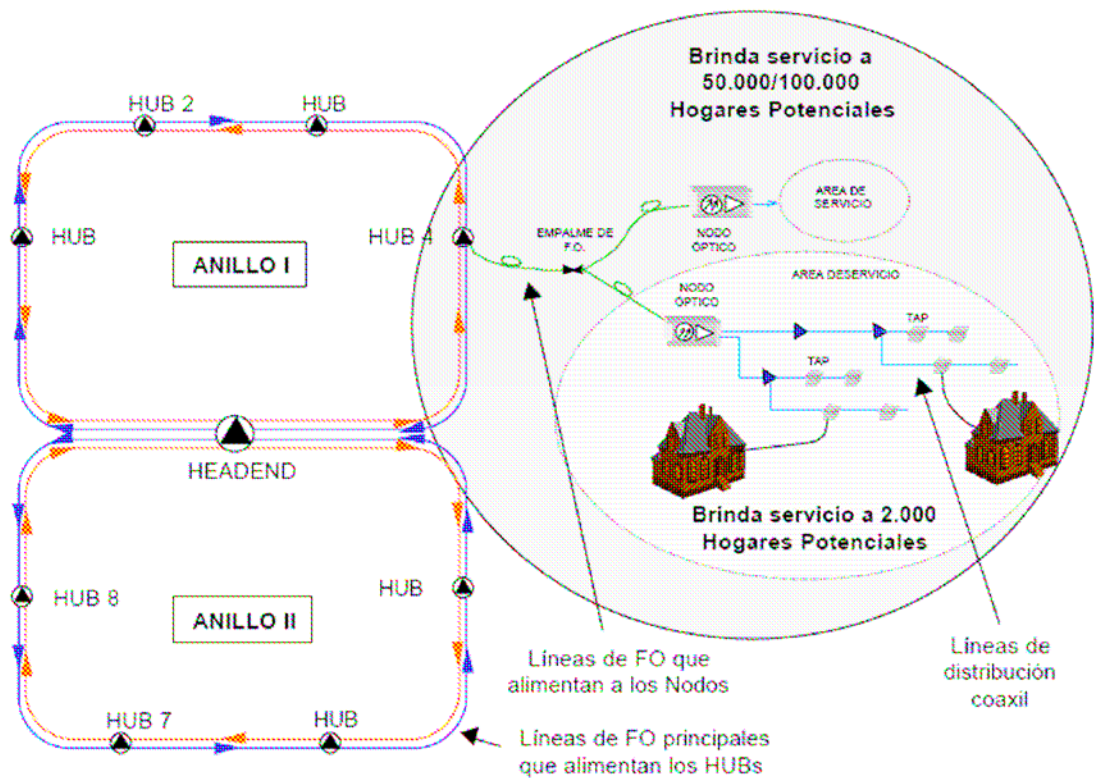 Brinda servicio a
50.000/100.000
Hogares Potenciales
HUB 2
HUB
HUB
HUB 4
ANILLO I
EMPALME DE
F.O.
NODO
ÓPTICO
AREA DE
SERVICIO
AREA DESERVICIO
NODO
ÓPTICO
TAP
TAP
HEADEND
Brinda servicio a 2.000
Hogares Potenciales
HUB 8
HUB
ANILLO II
HUB 7
HUB
Líneas de FO que
alimentan a los Nodos
Líneas de
distribución
coaxil
Líneas de FO principales
que alimentan los HUBs